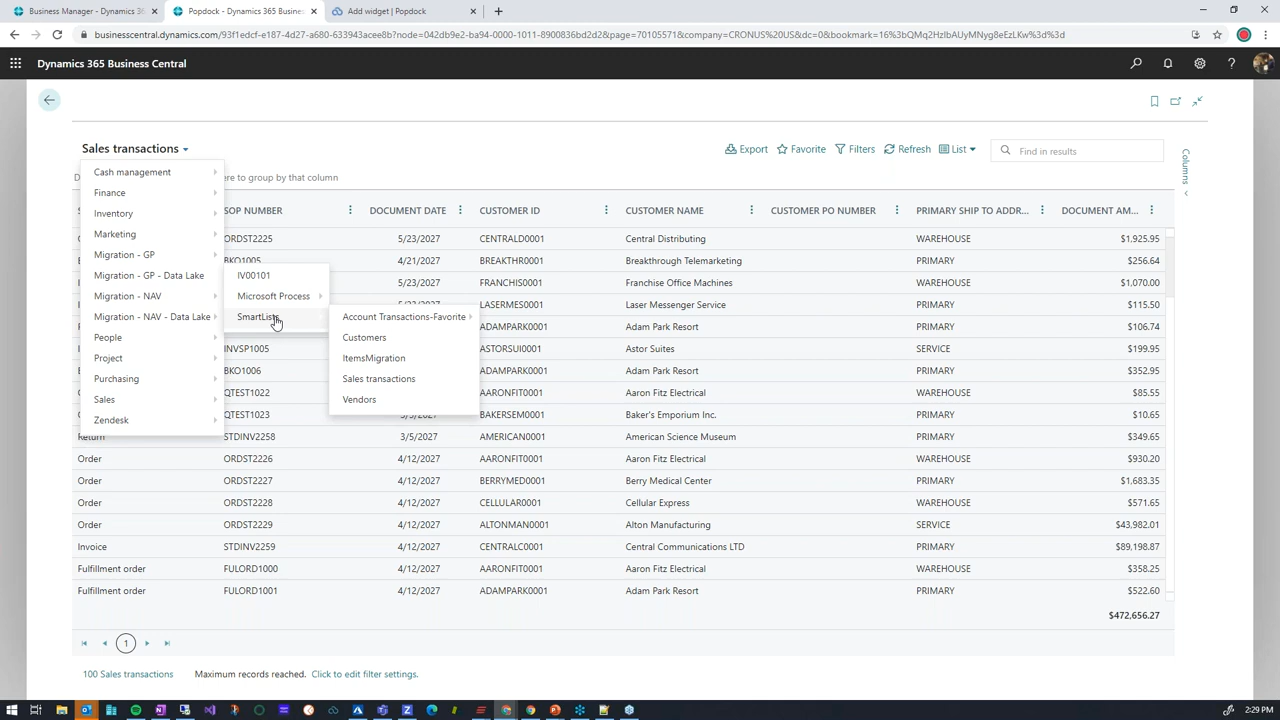 Business Manager - Dynamics 36
Popdock - Dynamics 365 Busine
Add widget | Popdock
businesscentral.dynamics.com/93f1edcf-e187-4d27-a680-633943acee8b?node=042db9e2-ba94-0000-1011-8900836bd2d2&page=70105571&company=CRONUS%20US&dc=0&bookmark=16%3bQMq2HzIbAUyMNyg8eEzLKw%3d%3d
Dynamics 365 Business Central
Sales transactions
Export
Favorite
Filters
Refresh
List
Find in results
Columns
ere to group by that column
SOP NUMBER DOCUMENT DATE CUSTOMER ID CUSTOMER NAME CUSTOMER PO NUMBER PRIMARY SHIP TO ADDR... DOCUMENT AM...
ORDST2225 5/23/2027 CENTRALD0001 Central Distributing WAREHOUSE $1,925.95
BKO1005 4/21/2027 BREAKTHR0001 Breakthrough Telemarketing PRIMARY $256.64
FRANCHIS0001 Franchise Office Machines WAREHOUSE $1,070.00
LASERMES0001 Laser Messenger Service PRIMARY $115.50
ADAMPARK0001 Adam Park Resort PRIMARY $106.74
INVSP1005 ASTORSUI0001 Astor Suites SERVICE $199.95
BKO1006 ADAMPARK0001 Adam Park Resort PRIMARY $352.95
QTEST1022 AARONFIT0001 Aaron Fitz Electrical WAREHOUSE $85.55
QTEST1023 BAKERSEM0001 Baker's Emporium Inc. PRIMARY $10.65
Return STDINV2258 3/5/2027 AMERICAN0001 American Science Museum PRIMARY $349.65
Order ORDST2226 4/12/2027 AARONFIT0001 Aaron Fitz Electrical WAREHOUSE $930.20
Order ORDST2227 4/12/2027 BERRYMED0001 Berry Medical Center PRIMARY $1,683.35
Order ORDST2228 4/12/2027 CELLULAR0001 Cellular Express WAREHOUSE $571.65
Order ORDST2229 4/12/2027 ALTONMAN0001 Alton Manufacturing SERVICE $43,982.01
Invoice STDINV2259 4/12/2027 CENTRALC0001 Central Communications LTD PRIMARY $89,198.87
Fulfillment order FULORD1000 4/12/2027 AARONFIT0001 Aaron Fitz Electrical WAREHOUSE $358.25
Fulfillment order FULORD1001 4/12/2027 ADAMPARK0001 Adam Park Resort PRIMARY $522.60
$472,656.27
Cash management
Finance
Inventory
Marketing
Migration - GP
Migration - GP - Data Lake
Migration - NAV
Migration - NAV - Data Lake
People
Project
Purchasing
Sales
Zendesk
IV00101
Microsoft Process
SmartLists
Account Transactions-Favorite
Customers
ItemsMigration
Sales transactions
Vendors
1
100 Sales transactions
Maximum records reached. Click to edit filter settings.
2:29 PM